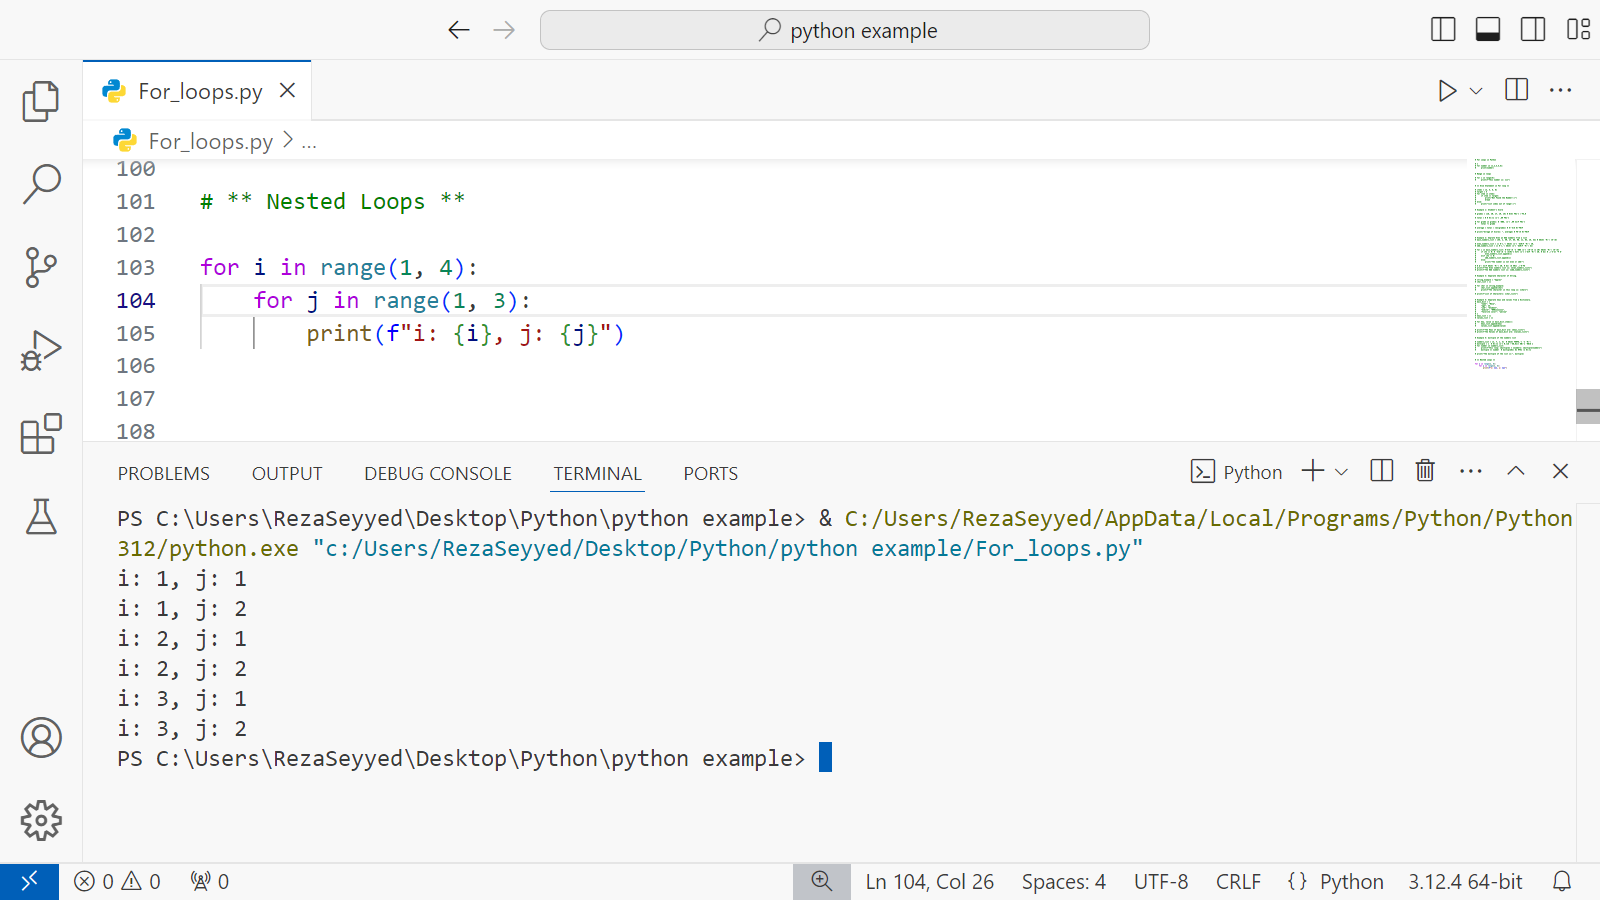 python example
For_loops.py
For_loops.py > ...
100
101 # ** Nested Loops **
102
103 for i in range(1, 4):
104     for j in range(1, 3):
105         print(f"i: {i}, j: {j}")
106
107
108
PROBLEMS OUTPUT DEBUG CONSOLE TERMINAL PORTS Python
PS C:\Users\RezaSeyyed\Desktop\Python\python example> & C:/Users/RezaSeyyed/AppData/Local/Programs/Python/Python
312/python.exe "c:/Users/RezaSeyyed/Desktop/Python/python example/For_loops.py"
i: 1, j: 1
i: 1, j: 2
i: 2, j: 1
i: 2, j: 2
i: 3, j: 1
i: 3, j: 2
PS C:\Users\RezaSeyyed\Desktop\Python\python example>
0 0 0 Ln 104, Col 26 Spaces: 4 UTF-8 CRLF {} Python 3.12.4 64-bit